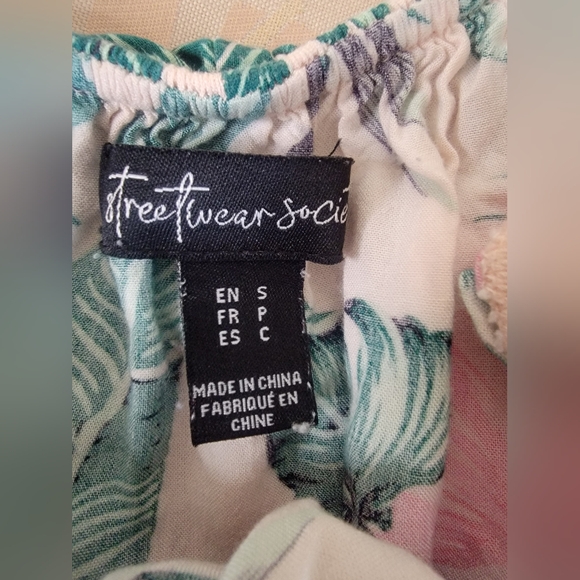 streetwear socie
EN S
FR P
ES C
MADE IN CHINA
FABRIQUÉ EN
CHINE